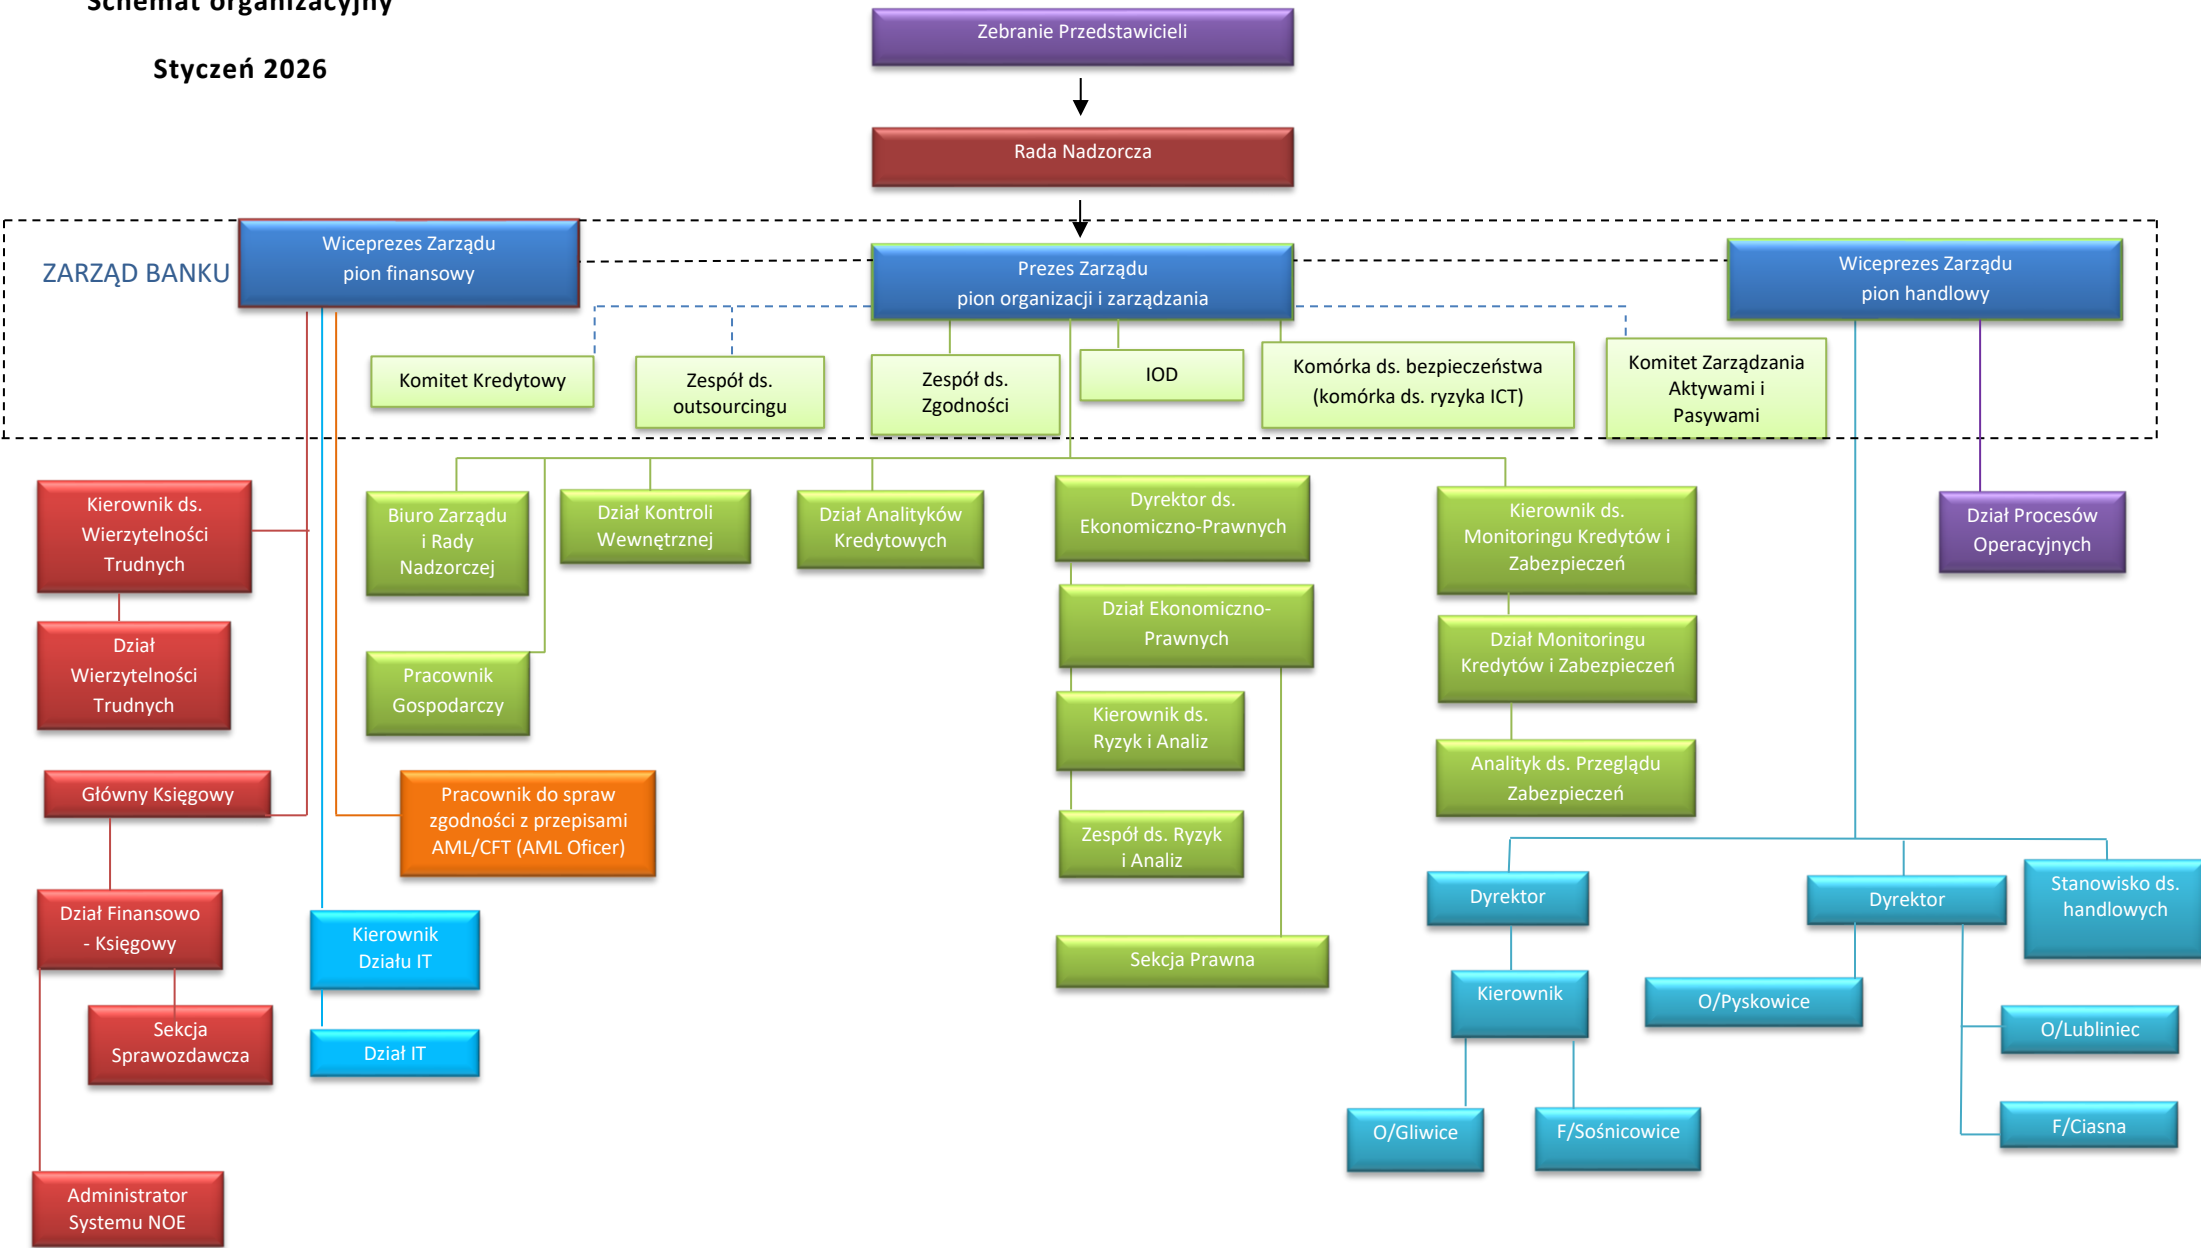 Schemat organizacyjny
Styczeń 2026
Zebranie Przedstawicieli
Rada Nadzorcza
ZARZĄD BANKU
Wiceprezes Zarządu
pion finansowy
Prezes Zarządu
pion organizacji i zarządzania
Wiceprezes Zarządu
pion handlowy
Komitet Kredytowy
Zespół ds.
outsourcingu
Zespół ds.
Zgodności
IOD
Komórka ds. bezpieczeństwa
(komórka ds. ryzyka ICT)
Komitet Zarządzania
Aktywami i
Pasywami
Kierownik ds.
Wierzytelności
Trudnych
Biuro Zarządu
i Rady
Nadzorczej
Dział Kontroli
Wewnętrznej
Dział Analityków
Kredytowych
Dyrektor ds.
Ekonomiczno-Prawnych
Kierownik ds.
Monitoringu Kredytów i
Zabezpieczeń
Dział Procesów
Operacyjnych
Dział
Wierzytelności
Trudnych
Pracownik
Gospodarczy
Dział Ekonomiczno-
Prawnych
Dział Monitoringu
Kredytów i Zabezpieczeń
Kierownik ds.
Ryzyk i Analiz
Analityk ds. Przeglądu
Zabezpieczeń
Główny Księgowy
Pracownik do spraw
zgodności z przepisami
AML/CFT (AML Oficer)
Zespół ds. Ryzyk
i Analiz
Dział Finansowo
- Księgowy
Kierownik
Działu IT
Sekcja Prawna
Dyrektor
Dyrektor
Stanowisko ds.
handlowych
Kierownik
O/Pyskowice
Sekcja
Sprawozdawcza
Dział IT
O/Lubliniec
O/Gliwice
F/Sośnicowice
F/Ciasna
Administrator
Systemu NOE